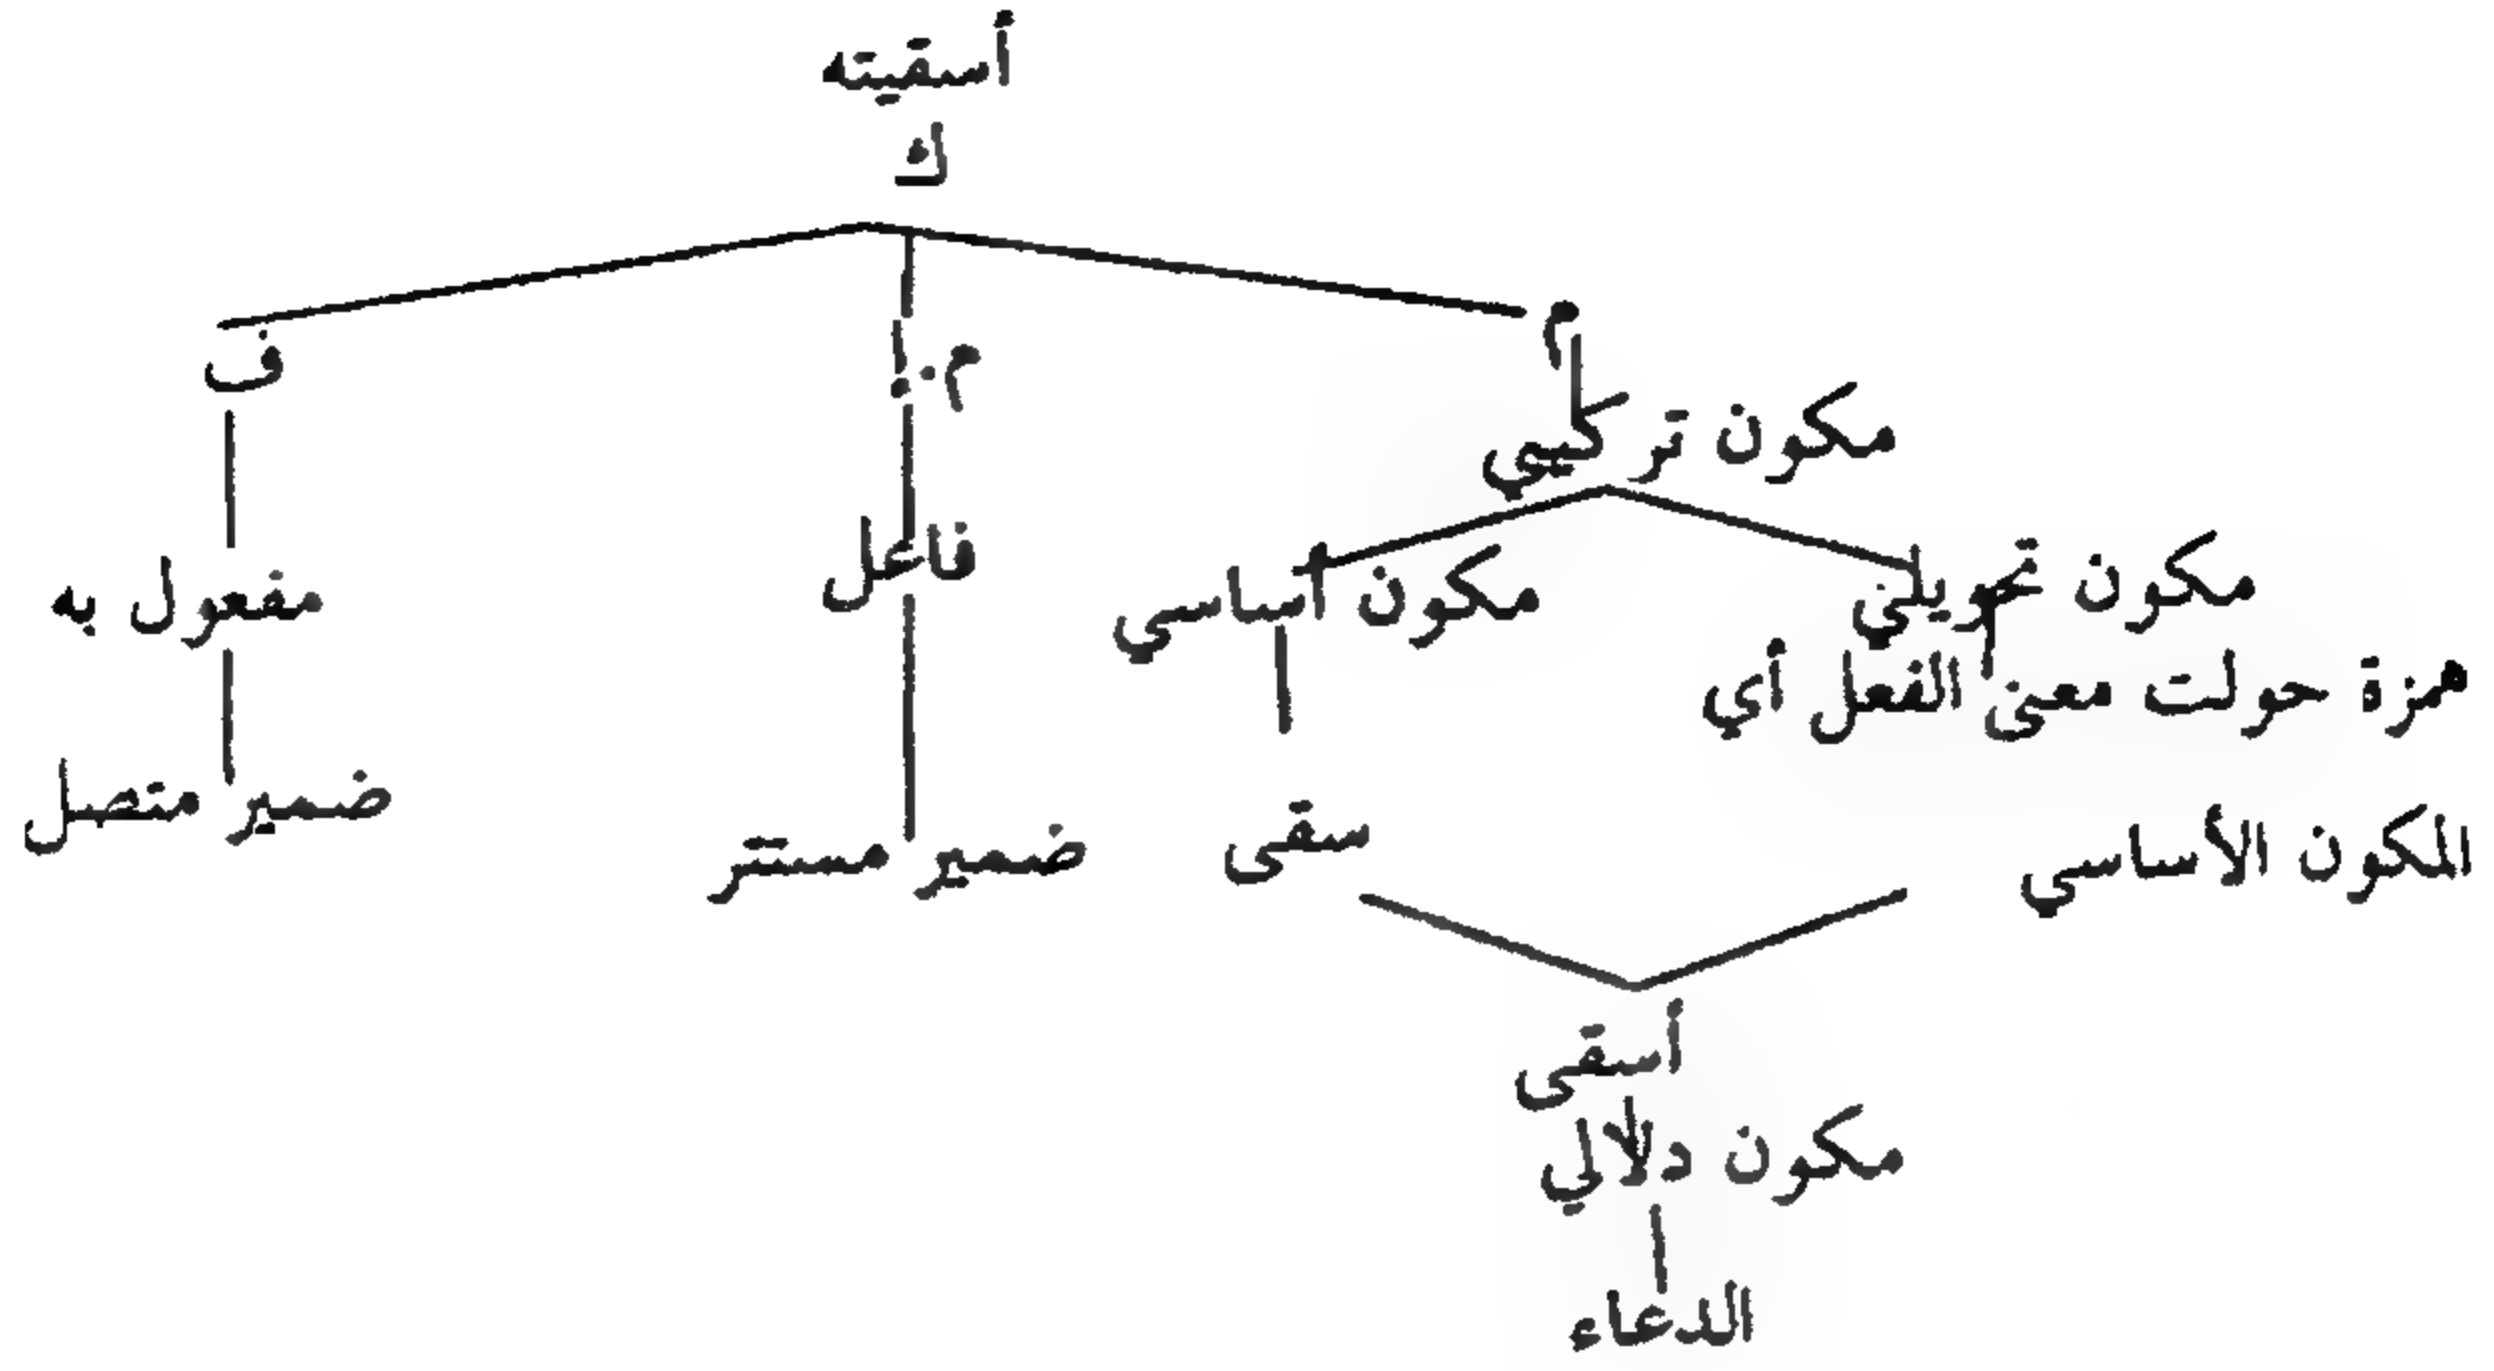 أسقيته
ك
م
م . إ
ف
مكون تركيبي
مكون تحويلي
مكون أساسي
فاعل
مفعول به
همزة حولت معنى الفعل أي
المكون الأساسي
سقى
ضمير مستتر
ضمير متصل
أسقى
مكون دلالي
الدعاء